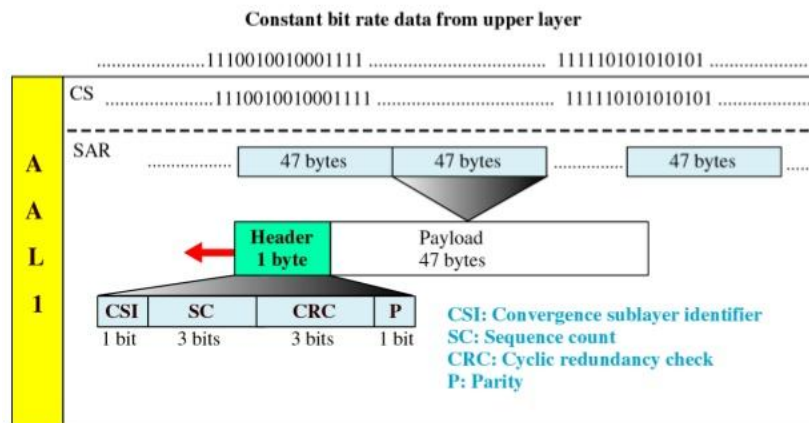 Constant bit rate data from upper layer
.......................1110010010001111 ................................... 111110101010101 ................
CS
.........................1110010010001111 ................................... 111110101010101 ................
SAR
................... 47 bytes 47 bytes ............... 47 bytes .....
A
A
L
1
Header
1 byte
Payload
47 bytes
CSI SC CRC P
1 bit 3 bits 3 bits 1 bit
CSI: Convergence sublayer identifier
SC: Sequence count
CRC: Cyclic redundancy check
P: Parity